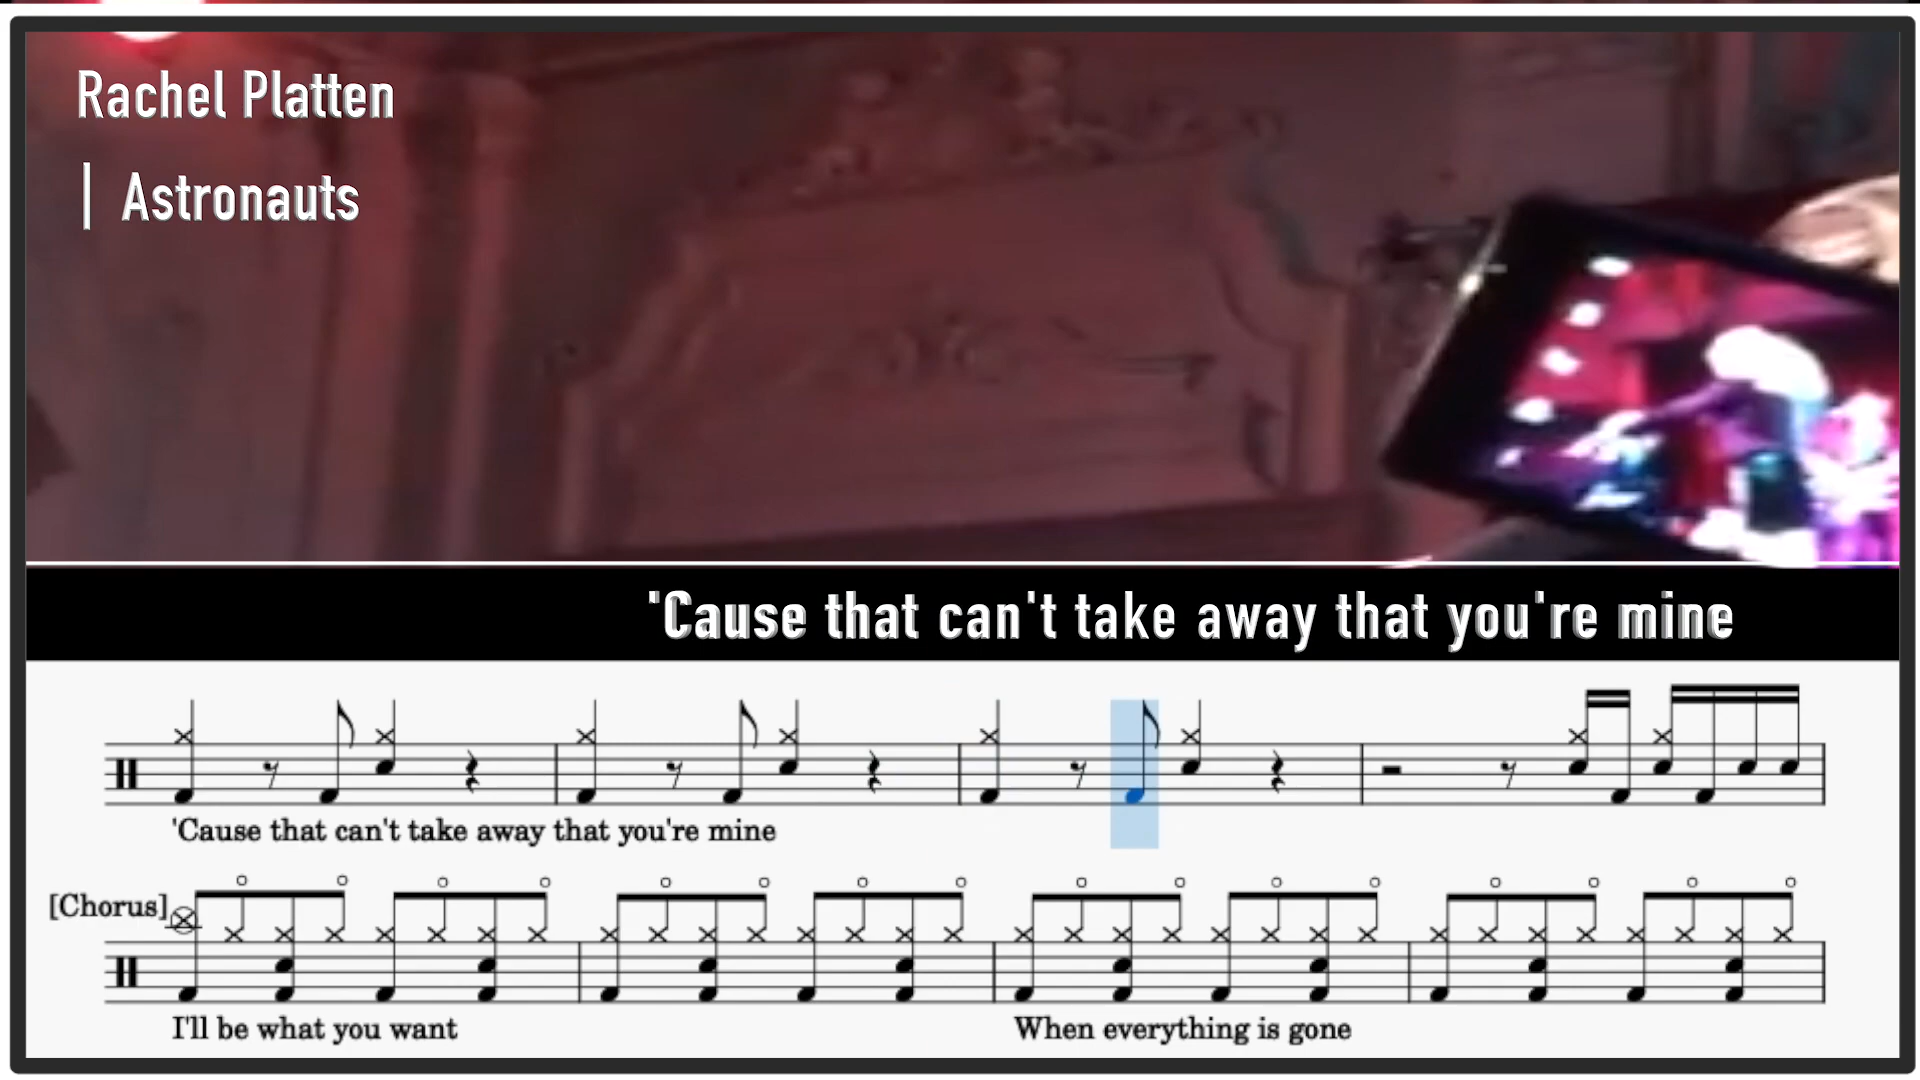 Rachel Platten
| Astronauts
'Cause that can't take away that you're mine
'Cause that can't take away that you're mine
[Chorus]
I'll be what you want
When everything is gone